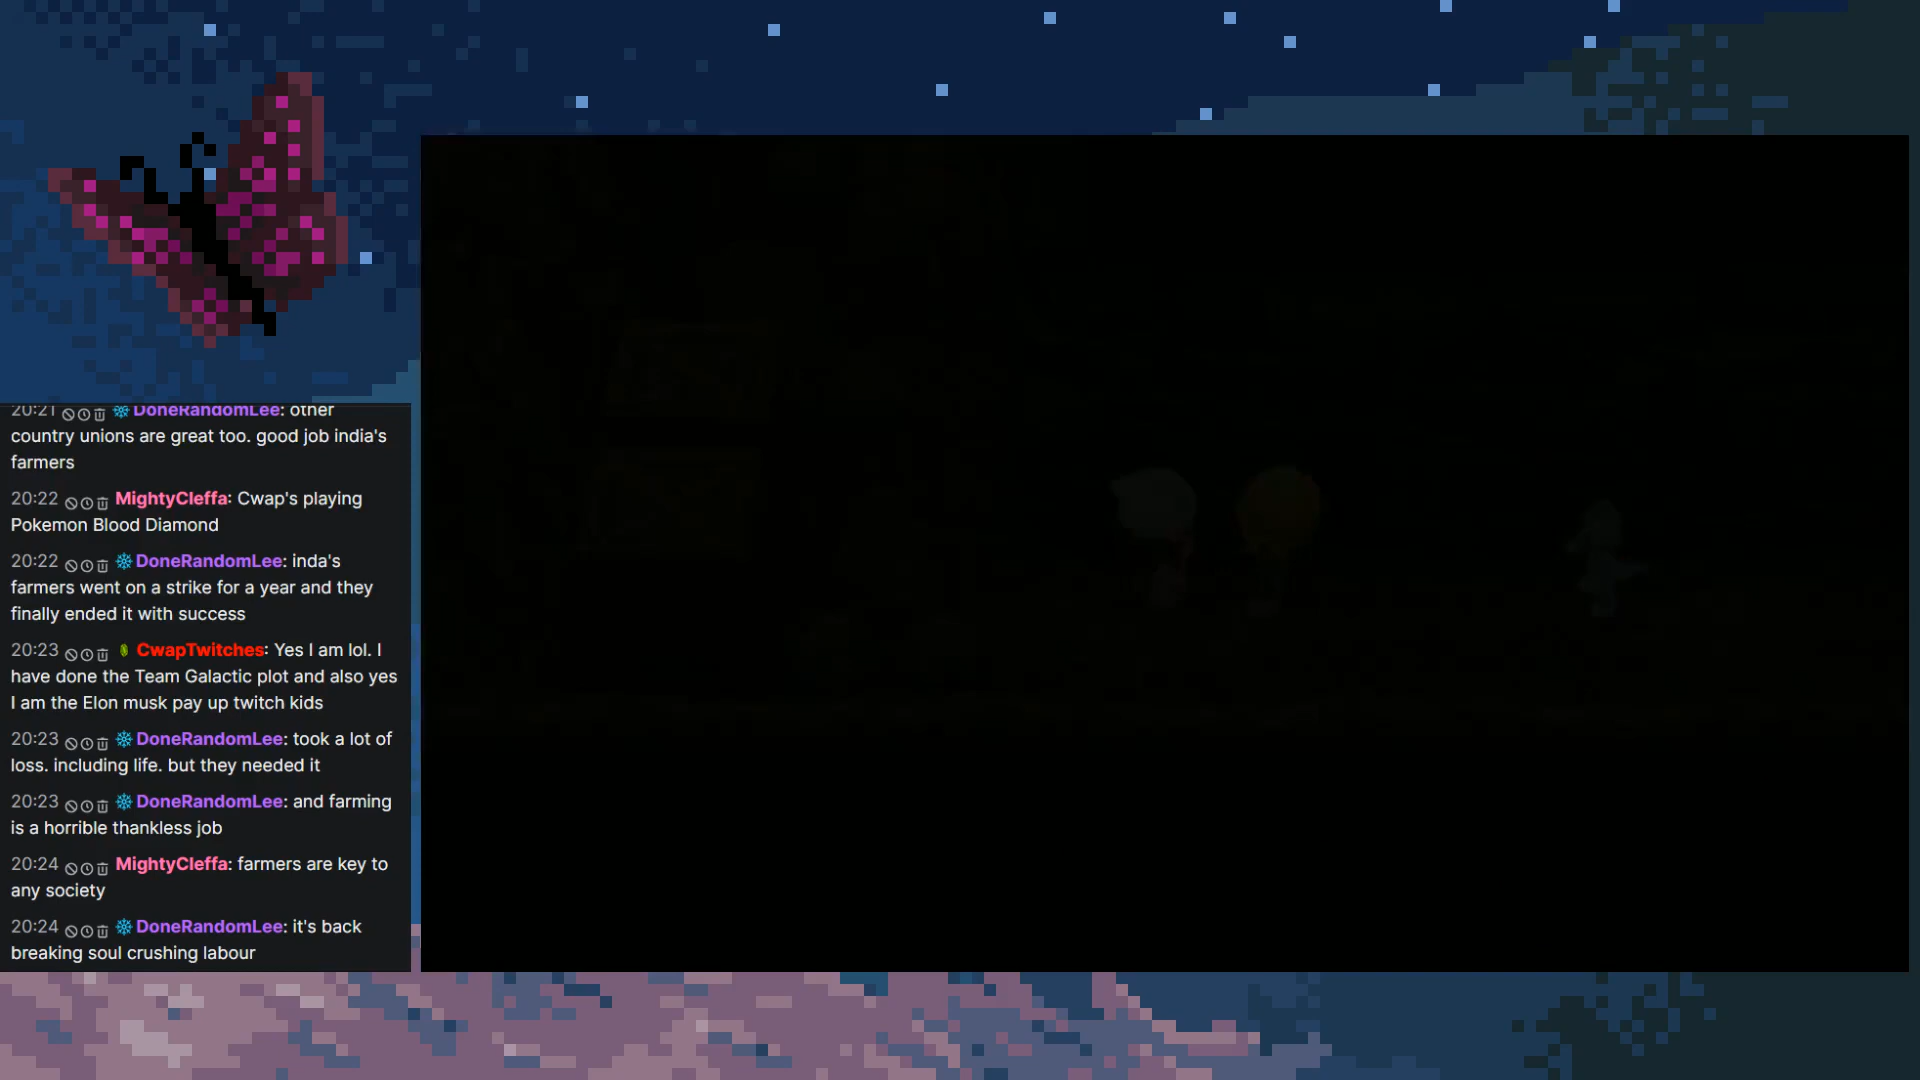 20:21 DoneRandomLee: other
country unions are great too. good job india's
farmers
20:22 MightyCleffa: Cwap's playing
Pokemon Blood Diamond
20:22 DoneRandomLee: inda's
farmers went on a strike for a year and they
finally ended it with success
20:23 CwapTwitches: Yes I am lol. I
have done the Team Galactic plot and also yes
I am the Elon musk pay up twitch kids
20:23 DoneRandomLee: took a lot of
loss. including life. but they needed it
20:23 DoneRandomLee: and farming
is a horrible thankless job
20:24 MightyCleffa: farmers are key to
any society
20:24 DoneRandomLee: it's back
breaking soul crushing labour